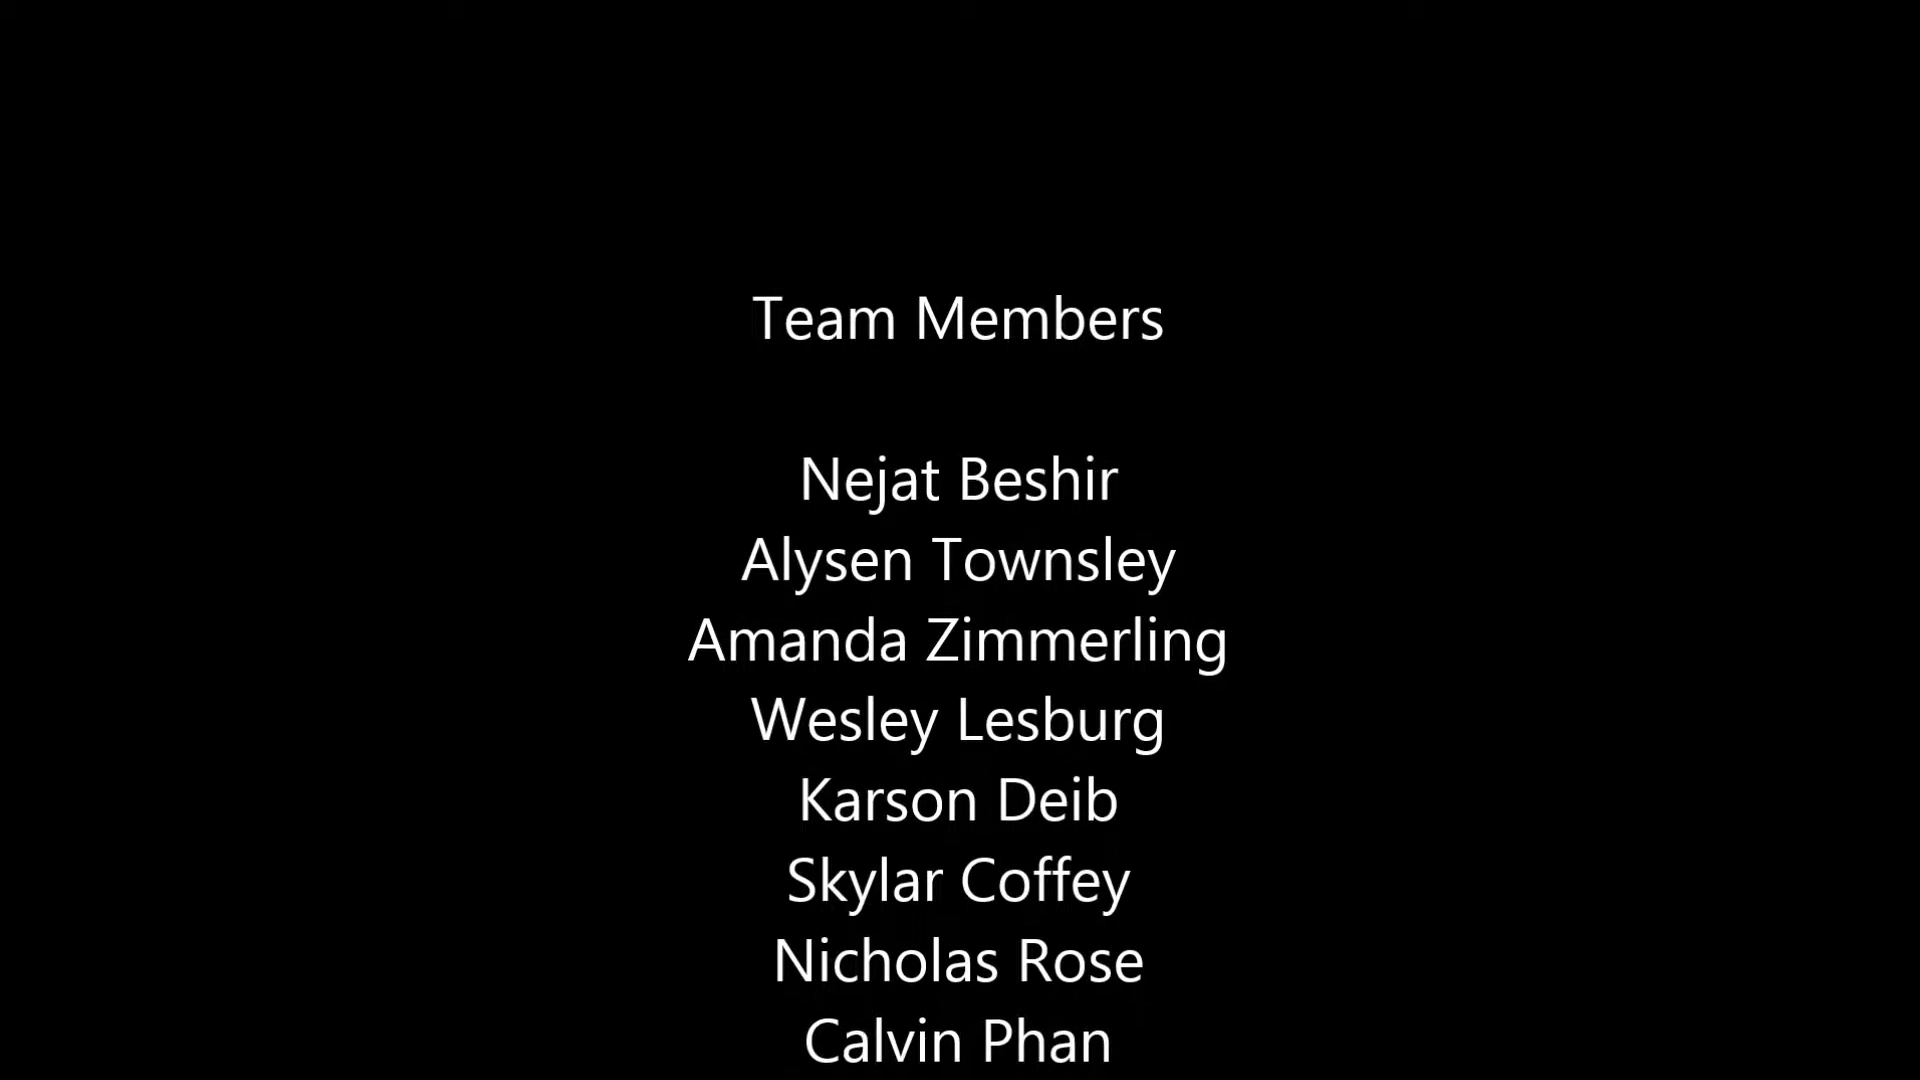 Team Members
Nejat Beshir
Alysen Townsley
Amanda Zimmerling
Wesley Lesburg
Karson Deib
Skylar Coffey
Nicholas Rose
Calvin Phan